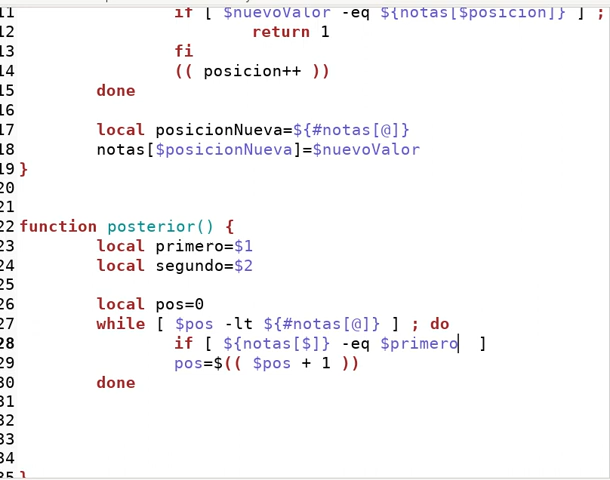 11 if [ $nuevoValor -eq ${notas[$posicion]} ] ;
12 return 1
13 fi
14 (( posicion++ ))
15 done
16
17 local posicionNueva=${#notas[@]}
18 notas[$posicionNueva]=$nuevoValor
19 }
20
21
22 function posterior() {
23 local primero=$1
24 local segundo=$2
25
26 local pos=0
27 while [ $pos -lt ${#notas[@]} ] ; do
28 if [ ${notas[$]} -eq $primero ]
29 pos=$(( $pos + 1 ))
30 done
31
32
33
34
35 }